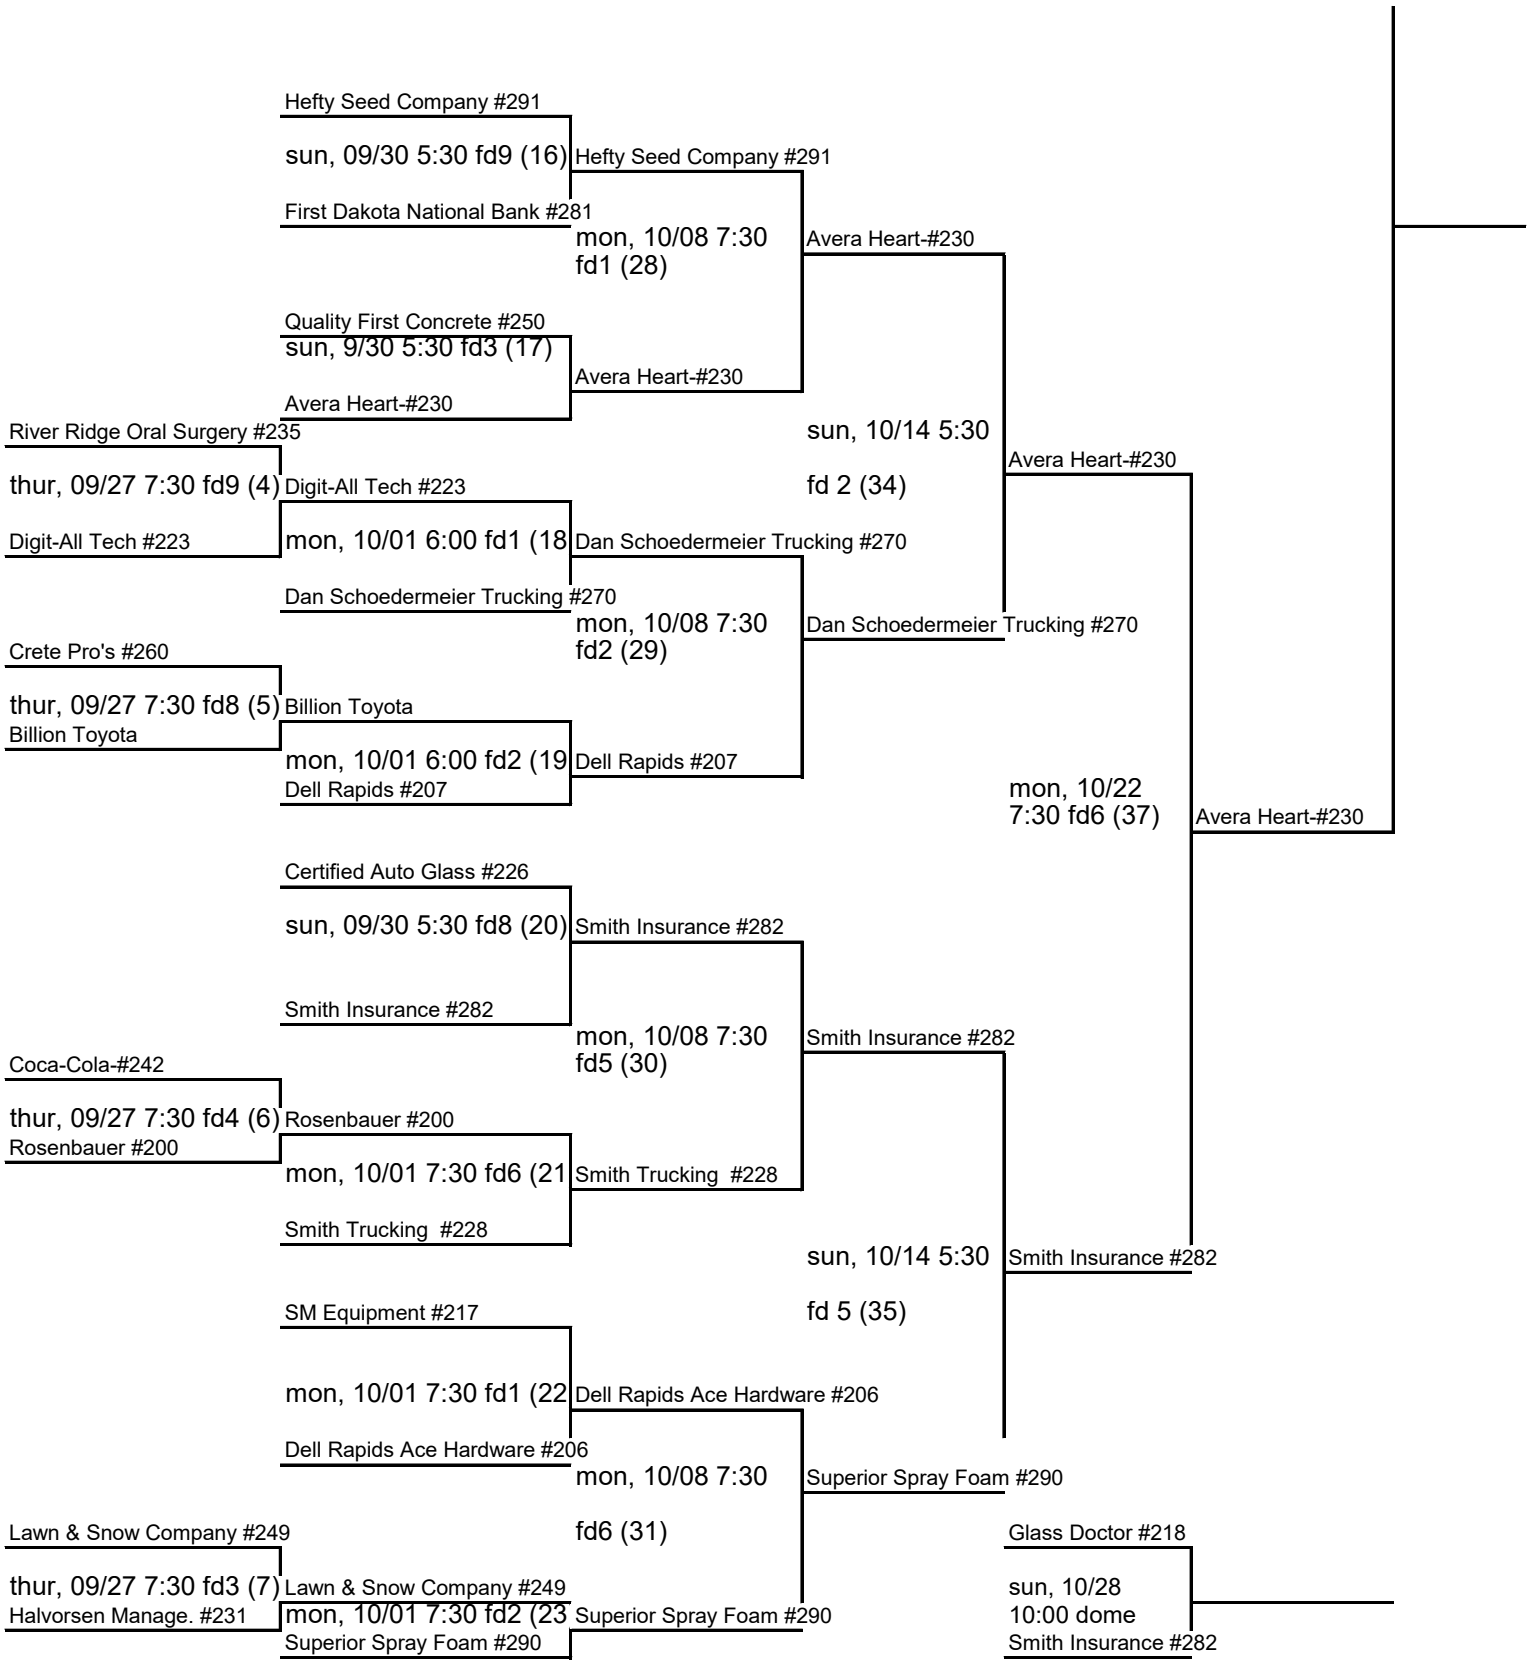 Hefty Seed Company #291
sun, 09/30 5:30 fd9 (16)
Hefty Seed Company #291
First Dakota National Bank #281
mon, 10/08 7:30
fd1 (28)
Avera Heart-#230
Quality First Concrete #250
sun, 9/30 5:30 fd3 (17)
Avera Heart-#230
Avera Heart-#230
River Ridge Oral Surgery #235
sun, 10/14 5:30
Avera Heart-#230
thur, 09/27 7:30 fd9 (4)
Digit-All Tech #223
fd 2 (34)
Digit-All Tech #223
mon, 10/01 6:00 fd1 (18
Dan Schoedermeier Trucking #270
Dan Schoedermeier Trucking #270
mon, 10/08 7:30
fd2 (29)
Dan Schoedermeier Trucking #270
Crete Pro's #260
thur, 09/27 7:30 fd8 (5)
Billion Toyota
Billion Toyota
mon, 10/01 6:00 fd2 (19
Dell Rapids #207
Dell Rapids #207
mon, 10/22
7:30 fd6 (37)
Avera Heart-#230
Certified Auto Glass #226
sun, 09/30 5:30 fd8 (20)
Smith Insurance #282
Smith Insurance #282
mon, 10/08 7:30
fd5 (30)
Smith Insurance #282
Coca-Cola-#242
thur, 09/27 7:30 fd4 (6)
Rosenbauer #200
Rosenbauer #200
mon, 10/01 7:30 fd6 (21
Smith Trucking  #228
Smith Trucking  #228
sun, 10/14 5:30
Smith Insurance #282
fd 5 (35)
SM Equipment #217
mon, 10/01 7:30 fd1 (22
Dell Rapids Ace Hardware #206
Dell Rapids Ace Hardware #206
mon, 10/08 7:30
Superior Spray Foam #290
fd6 (31)
Lawn & Snow Company #249
Glass Doctor #218
thur, 09/27 7:30 fd3 (7)
Lawn & Snow Company #249
sun, 10/28
Halvorsen Manage. #231
mon, 10/01 7:30 fd2 (23
Superior Spray Foam #290
10:00 dome
Superior Spray Foam #290
Smith Insurance #282